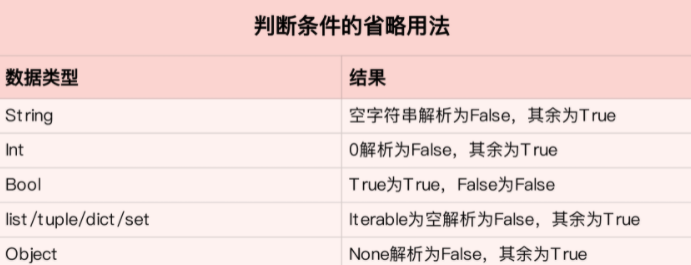 判断条件的省略用法
数据类型 结果
String 空字符串解析为False，其余为True
Int 0解析为False，其余为True
Bool True为True，False为False
list/tuple/dict/set Iterable为空解析为False，其余为True
Object None解析为False，其余为True